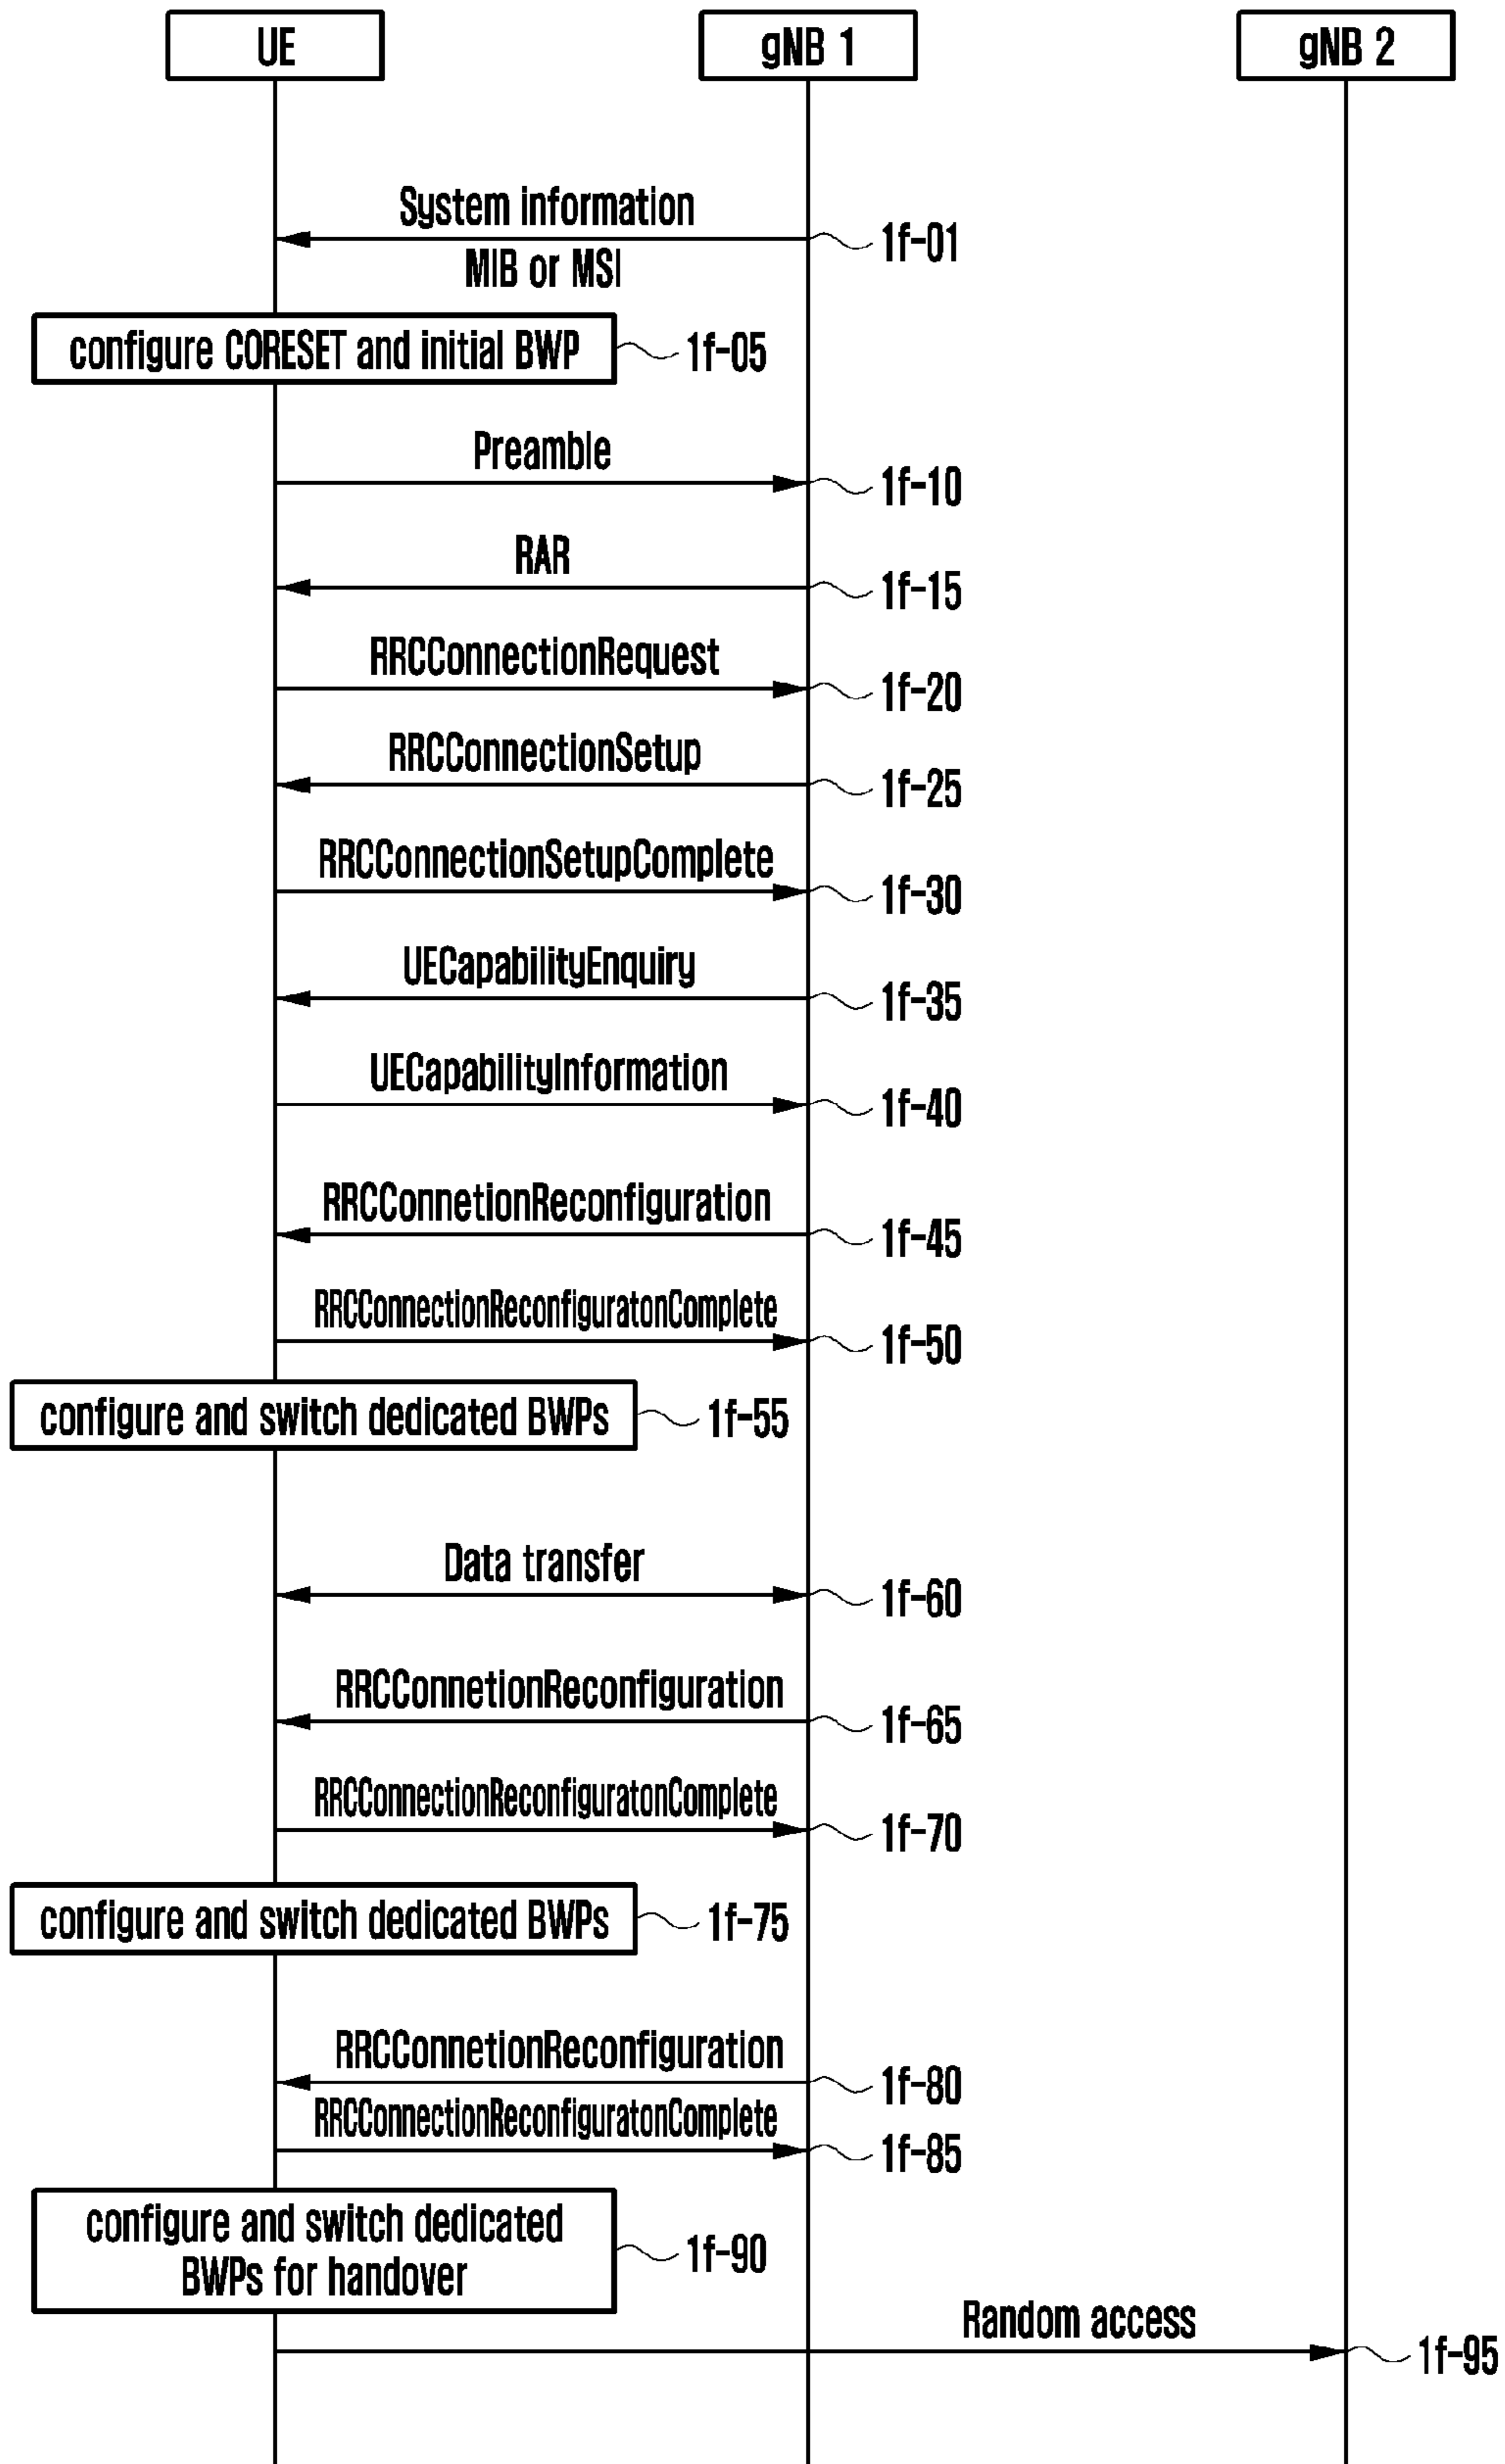 UE
gNB 1
gNB 2
System information
1f-01
MIB or MSI
configure CORESET and initial BWP
1f-05
Preamble
1f-10
RAR
1f-15
RRCConnectionRequest
1f-20
RRCConnectionSetup
1f-25
RRCConnectionSetupComplete
1f-30
UECapabilityEnquiry
1f-35
UECapabilityInformation
1f-40
RRCConnetionReconfiguration
1f-45
RRCConnectionReconfiguratonComplete
1f-50
configure and switch dedicated BWPs
1f-55
Data transfer
1f-60
RRCConnetionReconfiguration
1f-65
RRCConnectionReconfiguratonComplete
1f-70
configure and switch dedicated BWPs
1f-75
RRCConnetionReconfiguration
1f-80
RRCConnectionReconfiguratonComplete
1f-85
configure and switch dedicated
BWPs for handover
1f-90
Random access
1f-95